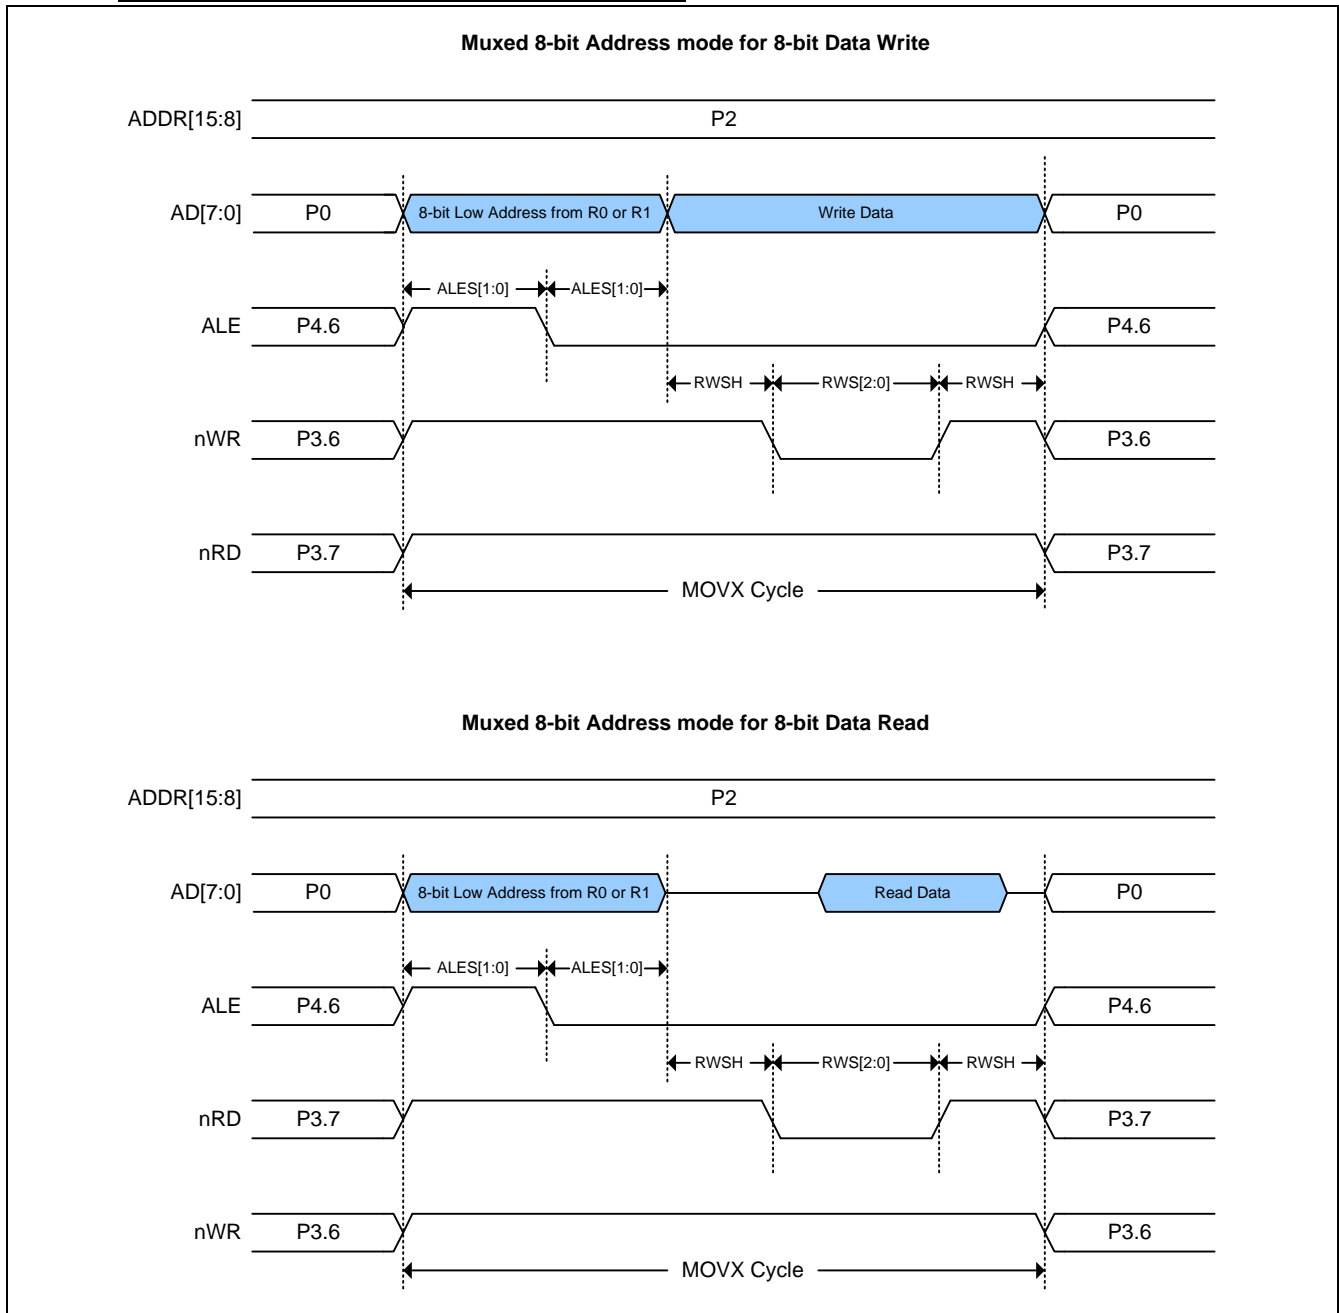 Muxed 8-bit Address mode for 8-bit Data Write
ADDR[15:8] P2
AD[7:0] P0 8-bit Low Address from R0 or R1 Write Data P0
ALES[1:0] ALES[1:0]
ALE P4.6 P4.6
RWSH RWS[2:0] RWSH
nWR P3.6 P3.6
nRD P3.7 P3.7
MOVX Cycle
Muxed 8-bit Address mode for 8-bit Data Read
ADDR[15:8] P2
AD[7:0] P0 8-bit Low Address from R0 or R1 Read Data P0
ALES[1:0] ALES[1:0]
ALE P4.6 P4.6
RWSH RWS[2:0] RWSH
nRD P3.7 P3.7
nWR P3.6 P3.6
MOVX Cycle